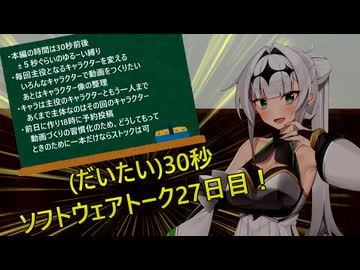 ・本編の時間は30秒前後
±５秒ぐらいのゆるーい縛り
・毎回主役となるキャラクターを変える
いろんなキャラクターで動画をつくりたい
あとはキャラクター像の整理
・キャラは主役のキャラクターともう一人まで
あくまで主体なのはその回のキャラクター
・前日に作り18時に予約投稿
動画づくりの習慣化のため、どうしてもって
ときのために一本だけならストックは可
(だいたい)30秒
ソフトウェアトーク27日目！